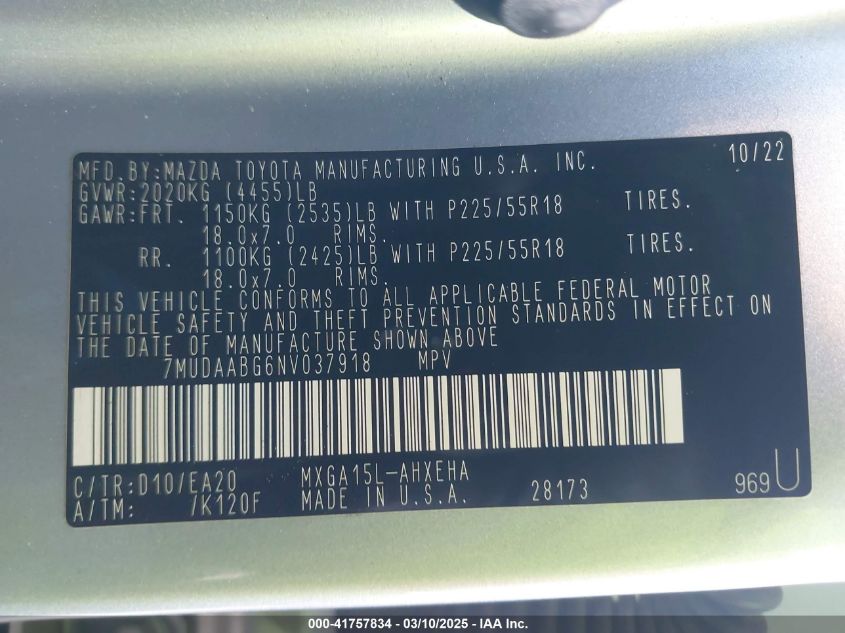 MFD.BY:MAZDA TOYOTA MANUFACTURING U.S.A. INC. 10/22
GVWR:2020KG (4455)LB
GAWR:FRT. 1150KG (2535)LB WITH P225/55R18 TIRES.
18.0x7.0 RIMS.
RR. 1100KG (2425)LB WITH P225/55R18 TIRES.
18.0x7.0 RIMS.
THIS VEHICLE CONFORMS TO ALL APPLICABLE FEDERAL MOTOR
VEHICLE SAFETY AND THEFT PREVENTION STANDARDS IN EFFECT ON
THE DATE OF MANUFACTURE SHOWN ABOVE
7MUDAABG6NV037918 MPV
C/TR:D10/EA20 MXGA15L-AHXEHA
A/TM: /K120F MADE IN U.S.A. 28173 969U
000-41757834 / 03/10/2025 - IAA Inc.